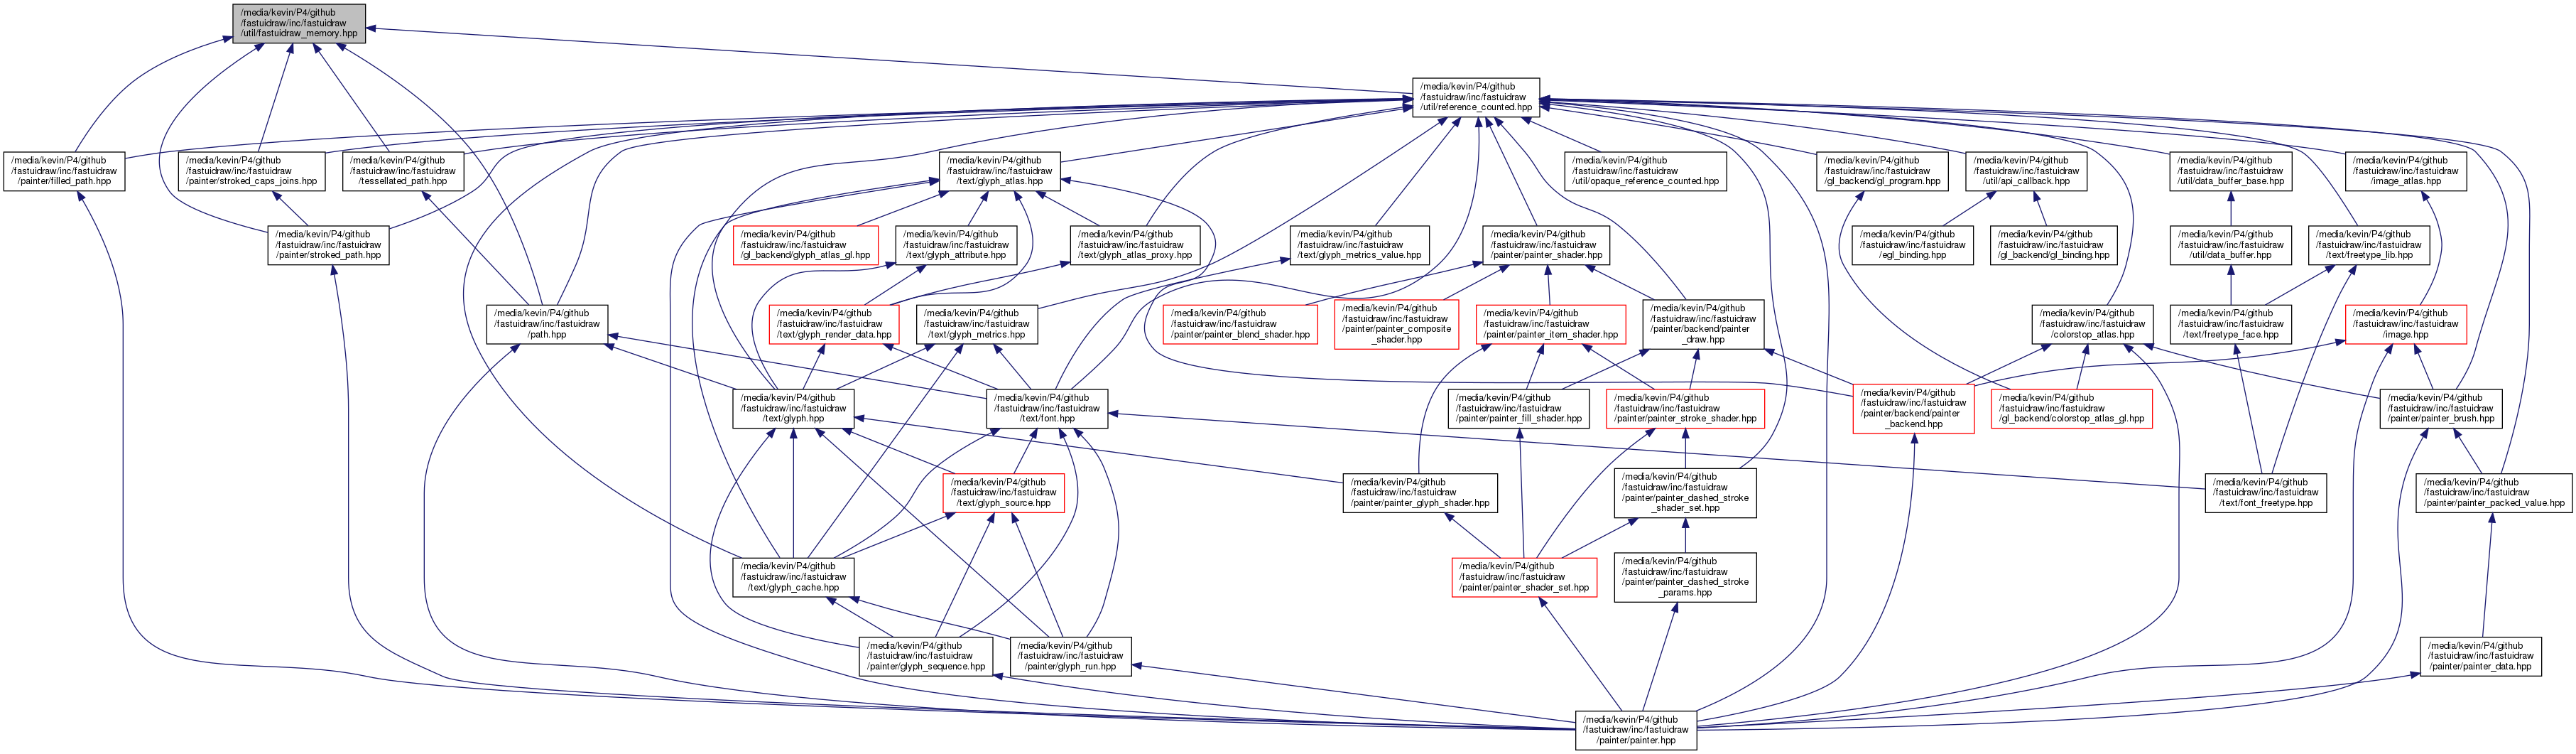 /media/kevin/P4/github
/fastuidraw/inc/fastuidraw
/util/fastuidraw_memory.hpp
/media/kevin/P4/github
/fastuidraw/inc/fastuidraw
/util/reference_counted.hpp
/media/kevin/P4/github
/fastuidraw/inc/fastuidraw
/painter/filled_path.hpp
/media/kevin/P4/github
/fastuidraw/inc/fastuidraw
/painter/stroked_caps_joins.hpp
/media/kevin/P4/github
/fastuidraw/inc/fastuidraw
/tessellated_path.hpp
/media/kevin/P4/github
/fastuidraw/inc/fastuidraw
/text/glyph_atlas.hpp
/media/kevin/P4/github
/fastuidraw/inc/fastuidraw
/util/opaque_reference_counted.hpp
/media/kevin/P4/github
/fastuidraw/inc/fastuidraw
/gl_backend/gl_program.hpp
/media/kevin/P4/github
/fastuidraw/inc/fastuidraw
/util/api_callback.hpp
/media/kevin/P4/github
/fastuidraw/inc/fastuidraw
/util/data_buffer_base.hpp
/media/kevin/P4/github
/fastuidraw/inc/fastuidraw
/image_atlas.hpp
/media/kevin/P4/github
/fastuidraw/inc/fastuidraw
/painter/stroked_path.hpp
/media/kevin/P4/github
/fastuidraw/inc/fastuidraw
/gl_backend/glyph_atlas_gl.hpp
/media/kevin/P4/github
/fastuidraw/inc/fastuidraw
/text/glyph_attribute.hpp
/media/kevin/P4/github
/fastuidraw/inc/fastuidraw
/text/glyph_atlas_proxy.hpp
/media/kevin/P4/github
/fastuidraw/inc/fastuidraw
/text/glyph_metrics_value.hpp
/media/kevin/P4/github
/fastuidraw/inc/fastuidraw
/painter/painter_shader.hpp
/media/kevin/P4/github
/fastuidraw/inc/fastuidraw
/egl_binding.hpp
/media/kevin/P4/github
/fastuidraw/inc/fastuidraw
/gl_backend/gl_binding.hpp
/media/kevin/P4/github
/fastuidraw/inc/fastuidraw
/util/data_buffer.hpp
/media/kevin/P4/github
/fastuidraw/inc/fastuidraw
/text/freetype_lib.hpp
/media/kevin/P4/github
/fastuidraw/inc/fastuidraw
/path.hpp
/media/kevin/P4/github
/fastuidraw/inc/fastuidraw
/text/glyph_render_data.hpp
/media/kevin/P4/github
/fastuidraw/inc/fastuidraw
/text/glyph_metrics.hpp
/media/kevin/P4/github
/fastuidraw/inc/fastuidraw
/painter/painter_blend_shader.hpp
/media/kevin/P4/github
/fastuidraw/inc/fastuidraw
/painter/painter_composite
_shader.hpp
/media/kevin/P4/github
/fastuidraw/inc/fastuidraw
/painter/painter_item_shader.hpp
/media/kevin/P4/github
/fastuidraw/inc/fastuidraw
/painter/backend/painter
_draw.hpp
/media/kevin/P4/github
/fastuidraw/inc/fastuidraw
/colorstop_atlas.hpp
/media/kevin/P4/github
/fastuidraw/inc/fastuidraw
/text/freetype_face.hpp
/media/kevin/P4/github
/fastuidraw/inc/fastuidraw
/image.hpp
/media/kevin/P4/github
/fastuidraw/inc/fastuidraw
/text/glyph.hpp
/media/kevin/P4/github
/fastuidraw/inc/fastuidraw
/text/font.hpp
/media/kevin/P4/github
/fastuidraw/inc/fastuidraw
/painter/painter_fill_shader.hpp
/media/kevin/P4/github
/fastuidraw/inc/fastuidraw
/painter/painter_stroke_shader.hpp
/media/kevin/P4/github
/fastuidraw/inc/fastuidraw
/painter/backend/painter
_backend.hpp
/media/kevin/P4/github
/fastuidraw/inc/fastuidraw
/gl_backend/colorstop_atlas_gl.hpp
/media/kevin/P4/github
/fastuidraw/inc/fastuidraw
/painter/painter_brush.hpp
/media/kevin/P4/github
/fastuidraw/inc/fastuidraw
/text/glyph_source.hpp
/media/kevin/P4/github
/fastuidraw/inc/fastuidraw
/painter/painter_glyph_shader.hpp
/media/kevin/P4/github
/fastuidraw/inc/fastuidraw
/painter/painter_dashed_stroke
_shader_set.hpp
/media/kevin/P4/github
/fastuidraw/inc/fastuidraw
/text/font_freetype.hpp
/media/kevin/P4/github
/fastuidraw/inc/fastuidraw
/painter/painter_packed_value.hpp
/media/kevin/P4/github
/fastuidraw/inc/fastuidraw
/text/glyph_cache.hpp
/media/kevin/P4/github
/fastuidraw/inc/fastuidraw
/painter/painter_shader_set.hpp
/media/kevin/P4/github
/fastuidraw/inc/fastuidraw
/painter/painter_dashed_stroke
_params.hpp
/media/kevin/P4/github
/fastuidraw/inc/fastuidraw
/painter/glyph_sequence.hpp
/media/kevin/P4/github
/fastuidraw/inc/fastuidraw
/painter/glyph_run.hpp
/media/kevin/P4/github
/fastuidraw/inc/fastuidraw
/painter/painter_data.hpp
/media/kevin/P4/github
/fastuidraw/inc/fastuidraw
/painter/painter.hpp